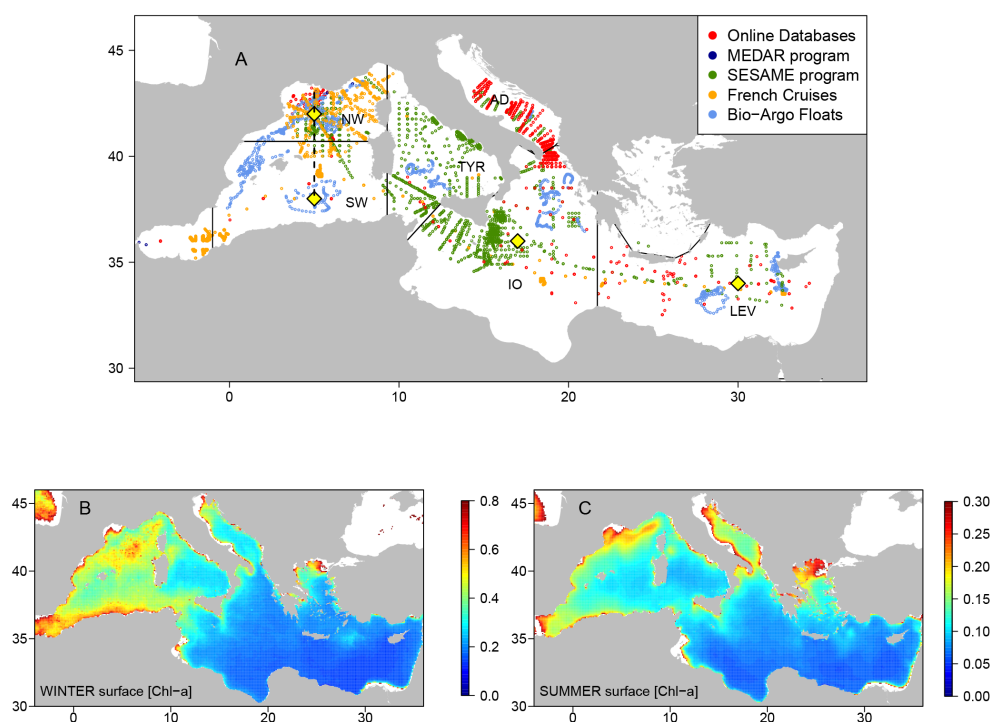 A
Online Databases
MEDAR program
SESAME program
French Cruises
Bio−Argo Floats
AD
NW
TYR
SW
IO
LEV
45
40
35
30
0 10 20 30
B
WINTER surface [Chl−a]
45
40
35
30
0 10 20 30
0.8
0.6
0.4
0.2
0.0
C
SUMMER surface [Chl−a]
45
40
35
30
0 10 20 30
0.30
0.25
0.20
0.15
0.10
0.05
0.00